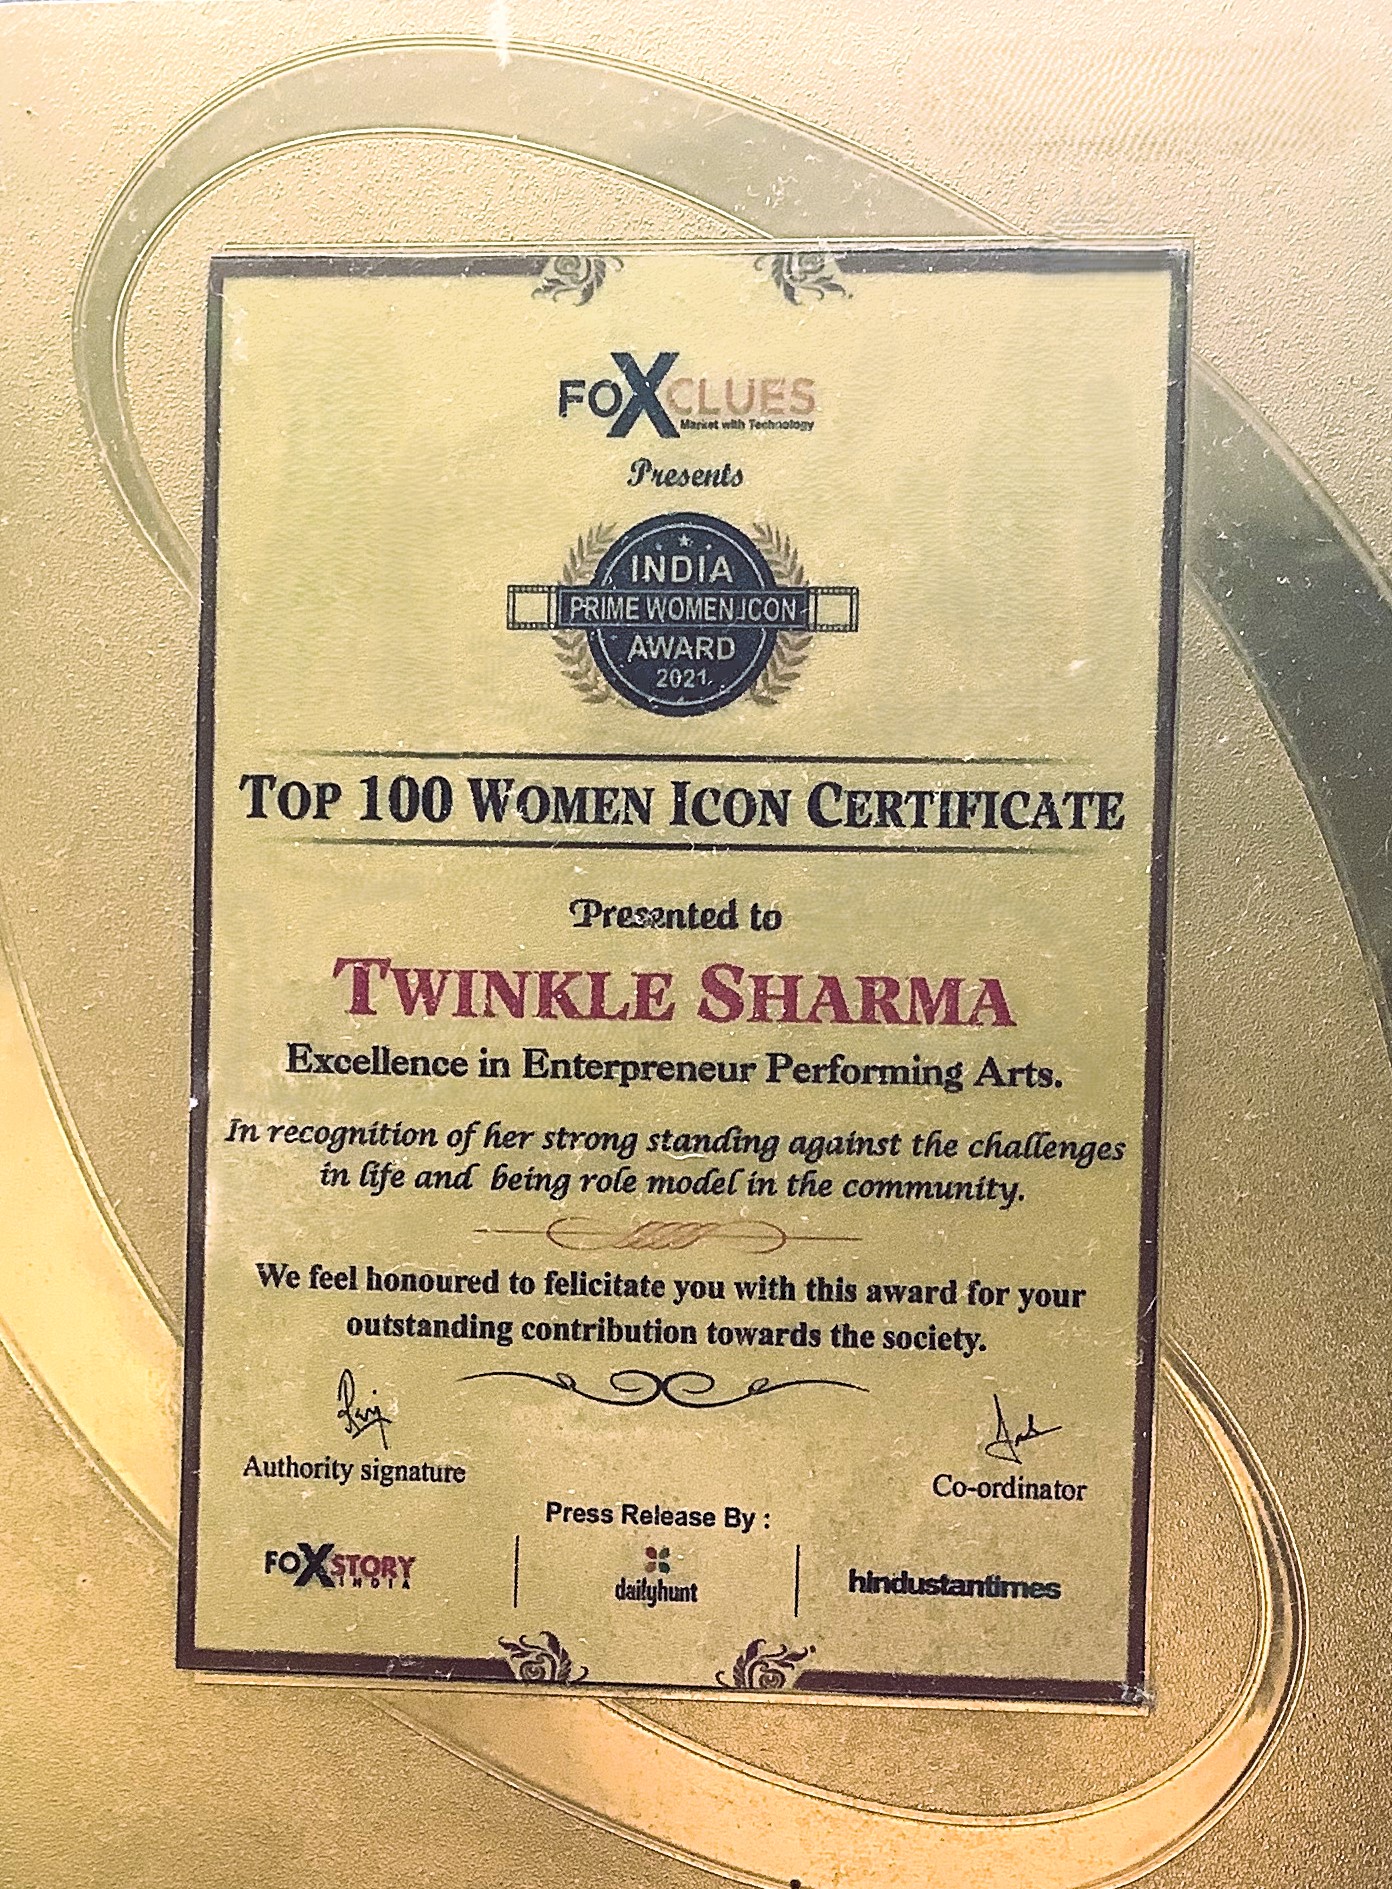 FOXCLUES
Market with Technology
Presents
INDIA
PRIME WOMEN ICON
AWARD
2021
TOP 100 WOMEN ICON CERTIFICATE
Presented to
TWINKLE SHARMA
Excellence in Enterpreneur Performing Arts.
In recognition of her strong standing against the challenges
in life and being role model in the community.
We feel honoured to felicitate you with this award for your
outstanding contribution towards the society.
Authority signature
Co-ordinator
Press Release By :
FOXSTORY
INDIA
dailyhunt
hindustantimes